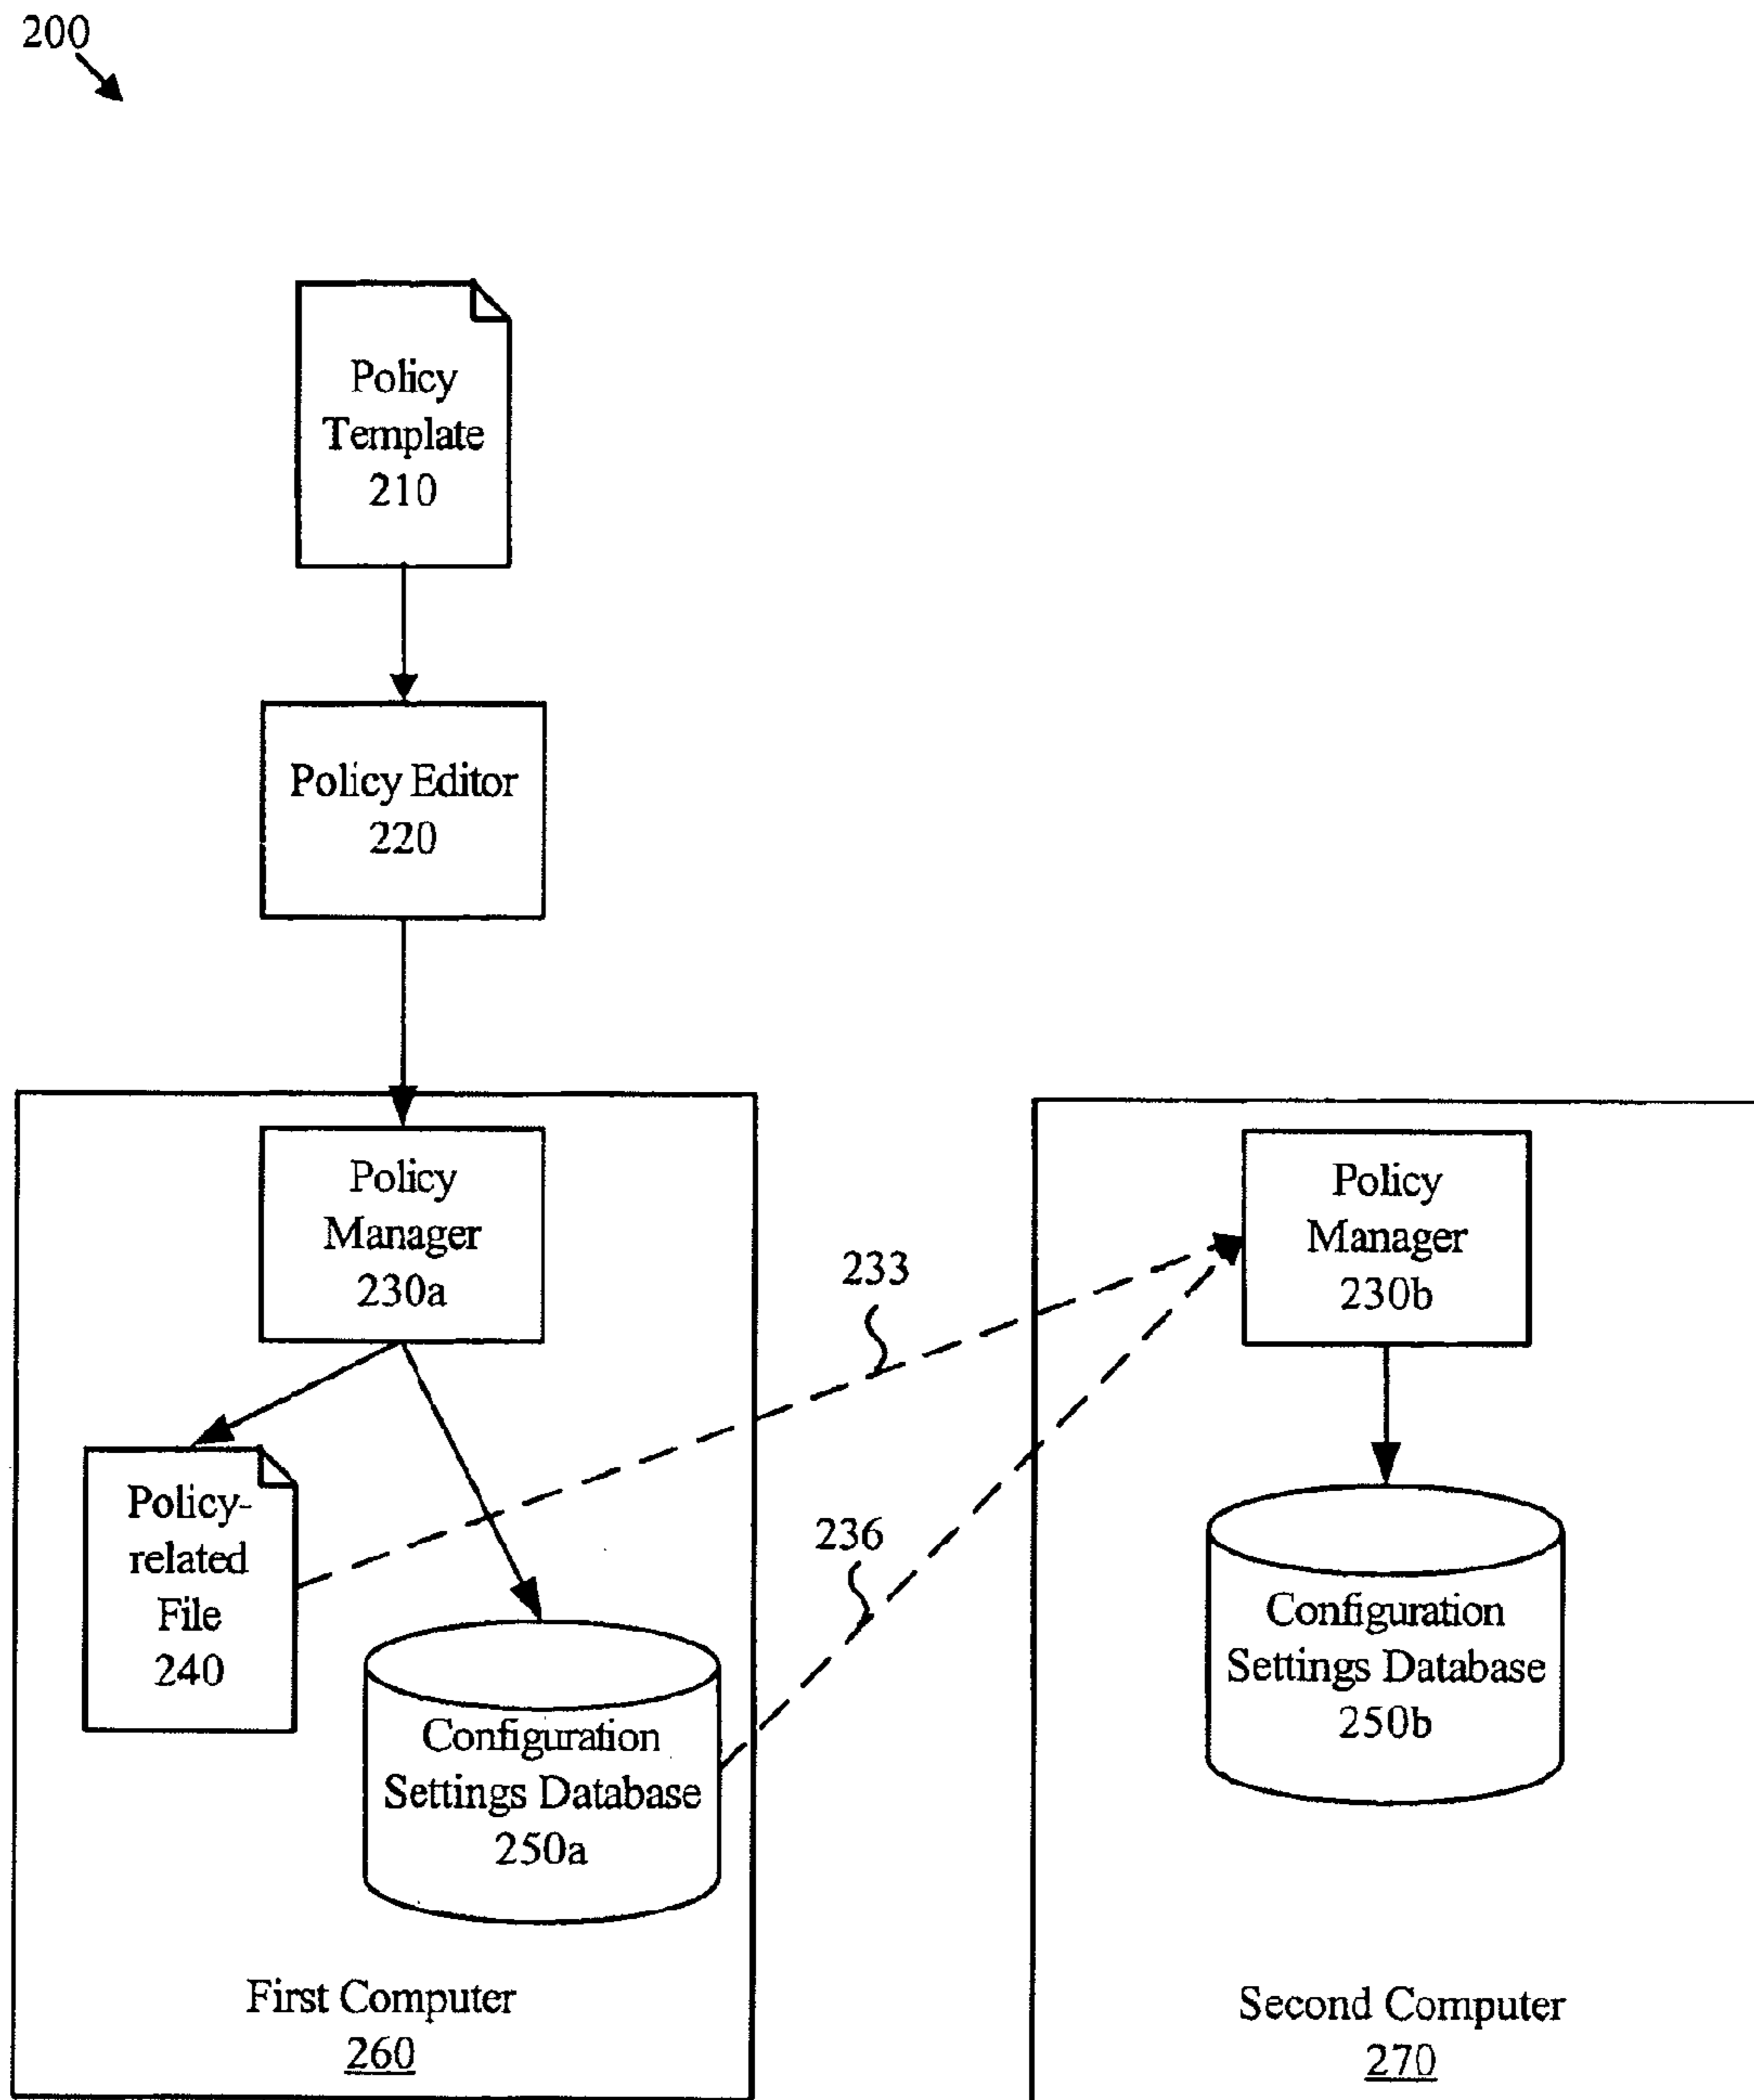 200
Policy
Template
210
Policy Editor
220
Policy
Manager
230a
Policy
Manager
230b
233
Policy-
related
File
240
236
Configuration
Settings Database
250a
Configuration
Settings Database
250b
First Computer
260
Second Computer
270